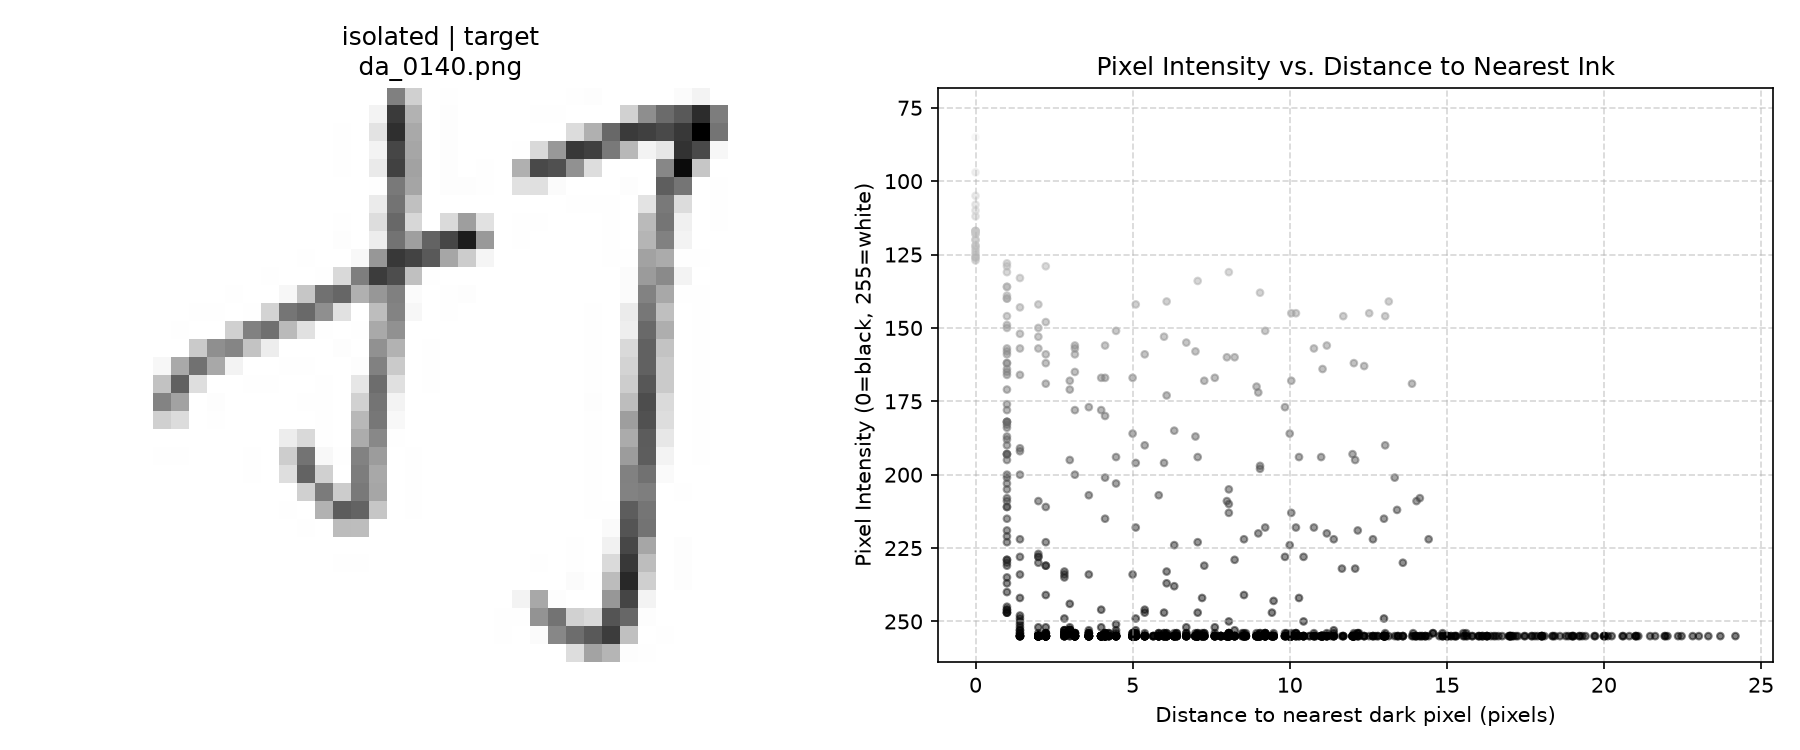 isolated | target
da_0140.png
Pixel Intensity vs. Distance to Nearest Ink
Pixel Intensity (0=black, 255=white)
75
100
125
150
175
200
225
250
0 5 10 15 20 25
Distance to nearest dark pixel (pixels)